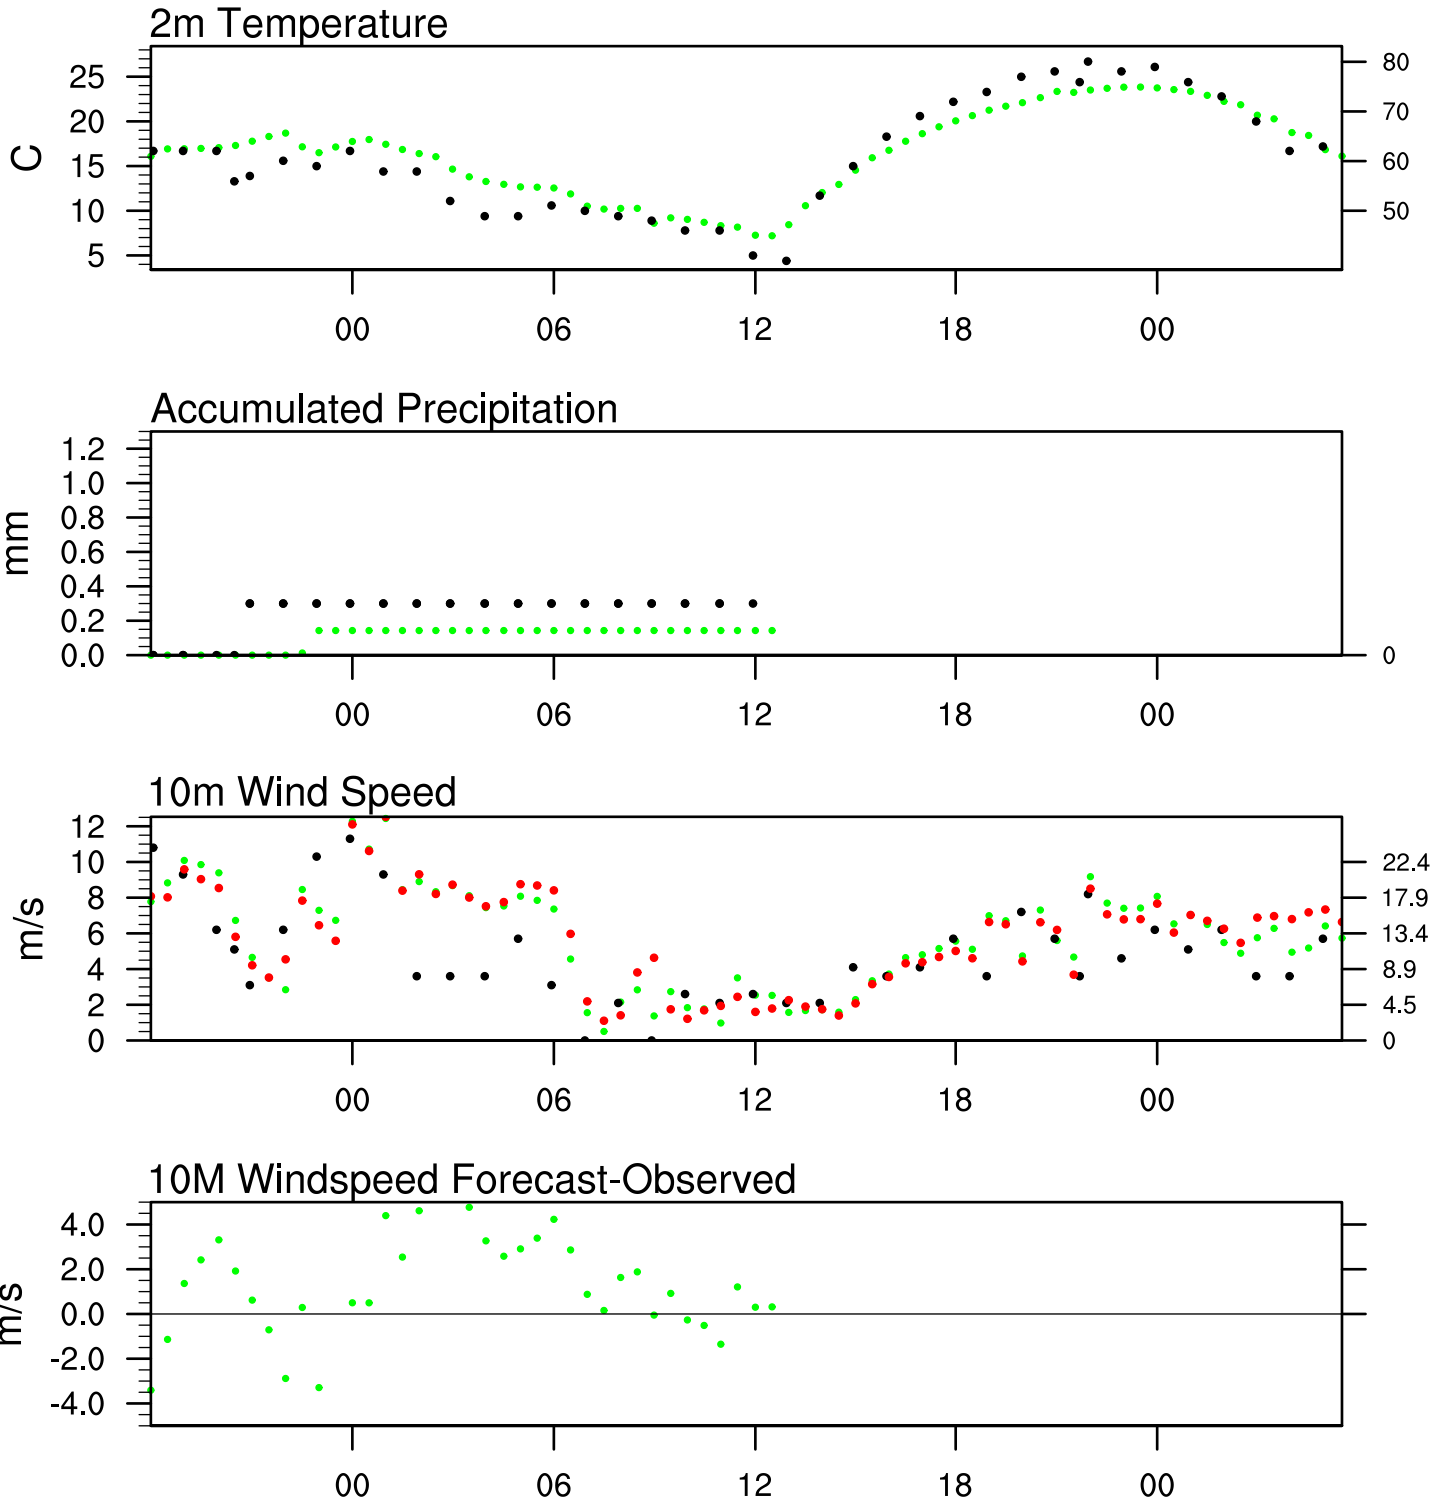 2m Temperature
C
25
20
15
10
5
80
70
60
50
00 06 12 18 00
Accumulated Precipitation
mm
1.2
1.0
0.8
0.6
0.4
0.2
0.0
0
00 06 12 18 00
10m Wind Speed
m/s
12
10
8
6
4
2
0
22.4
17.9
13.4
8.9
4.5
0
00 06 12 18 00
10M Windspeed Forecast-Observed
m/s
4.0
2.0
0.0
-2.0
-4.0
00 06 12 18 00